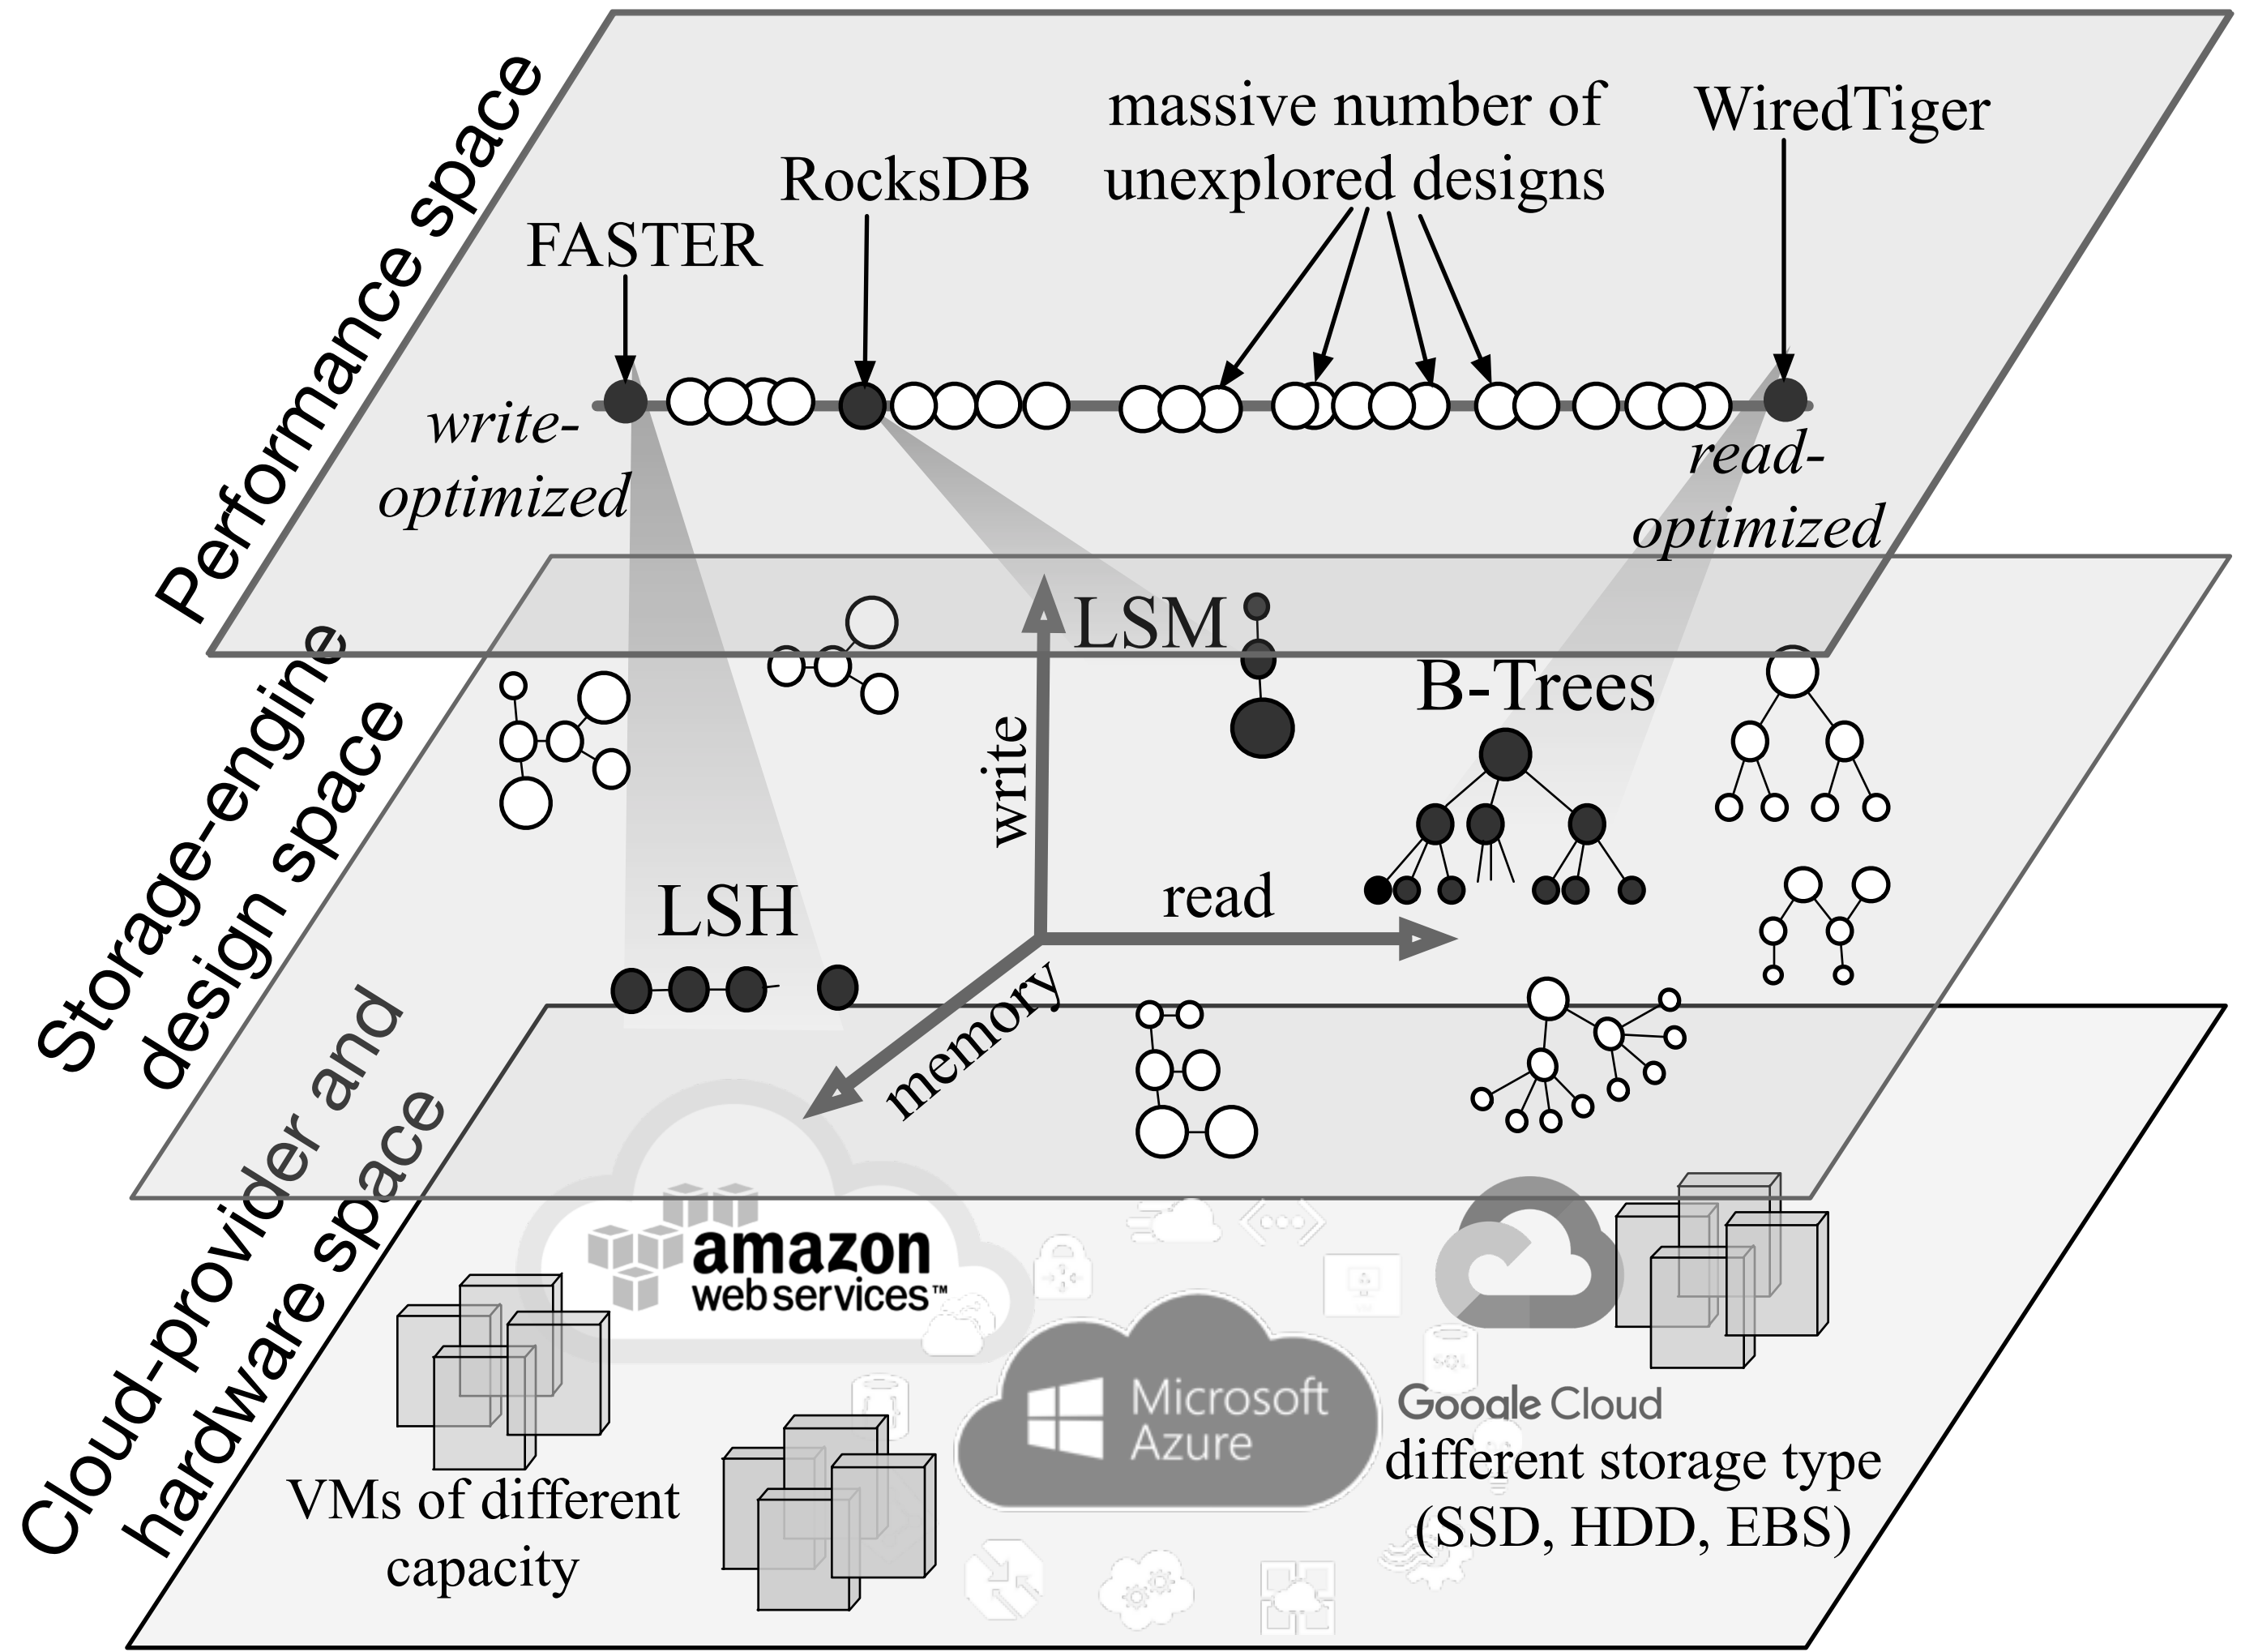 Performance space
massive number of
unexplored designs
WiredTiger
RocksDB
FASTER
write-
optimized
read-
optimized
Storage-engine
design space
LSM
B-Trees
write
read
LSH
memory
Cloud-provider and
hardware space
amazon
web services™
Microsoft
Azure
SQL
Google Cloud
different storage type
(SSD, HDD, EBS)
VMs of different
capacity